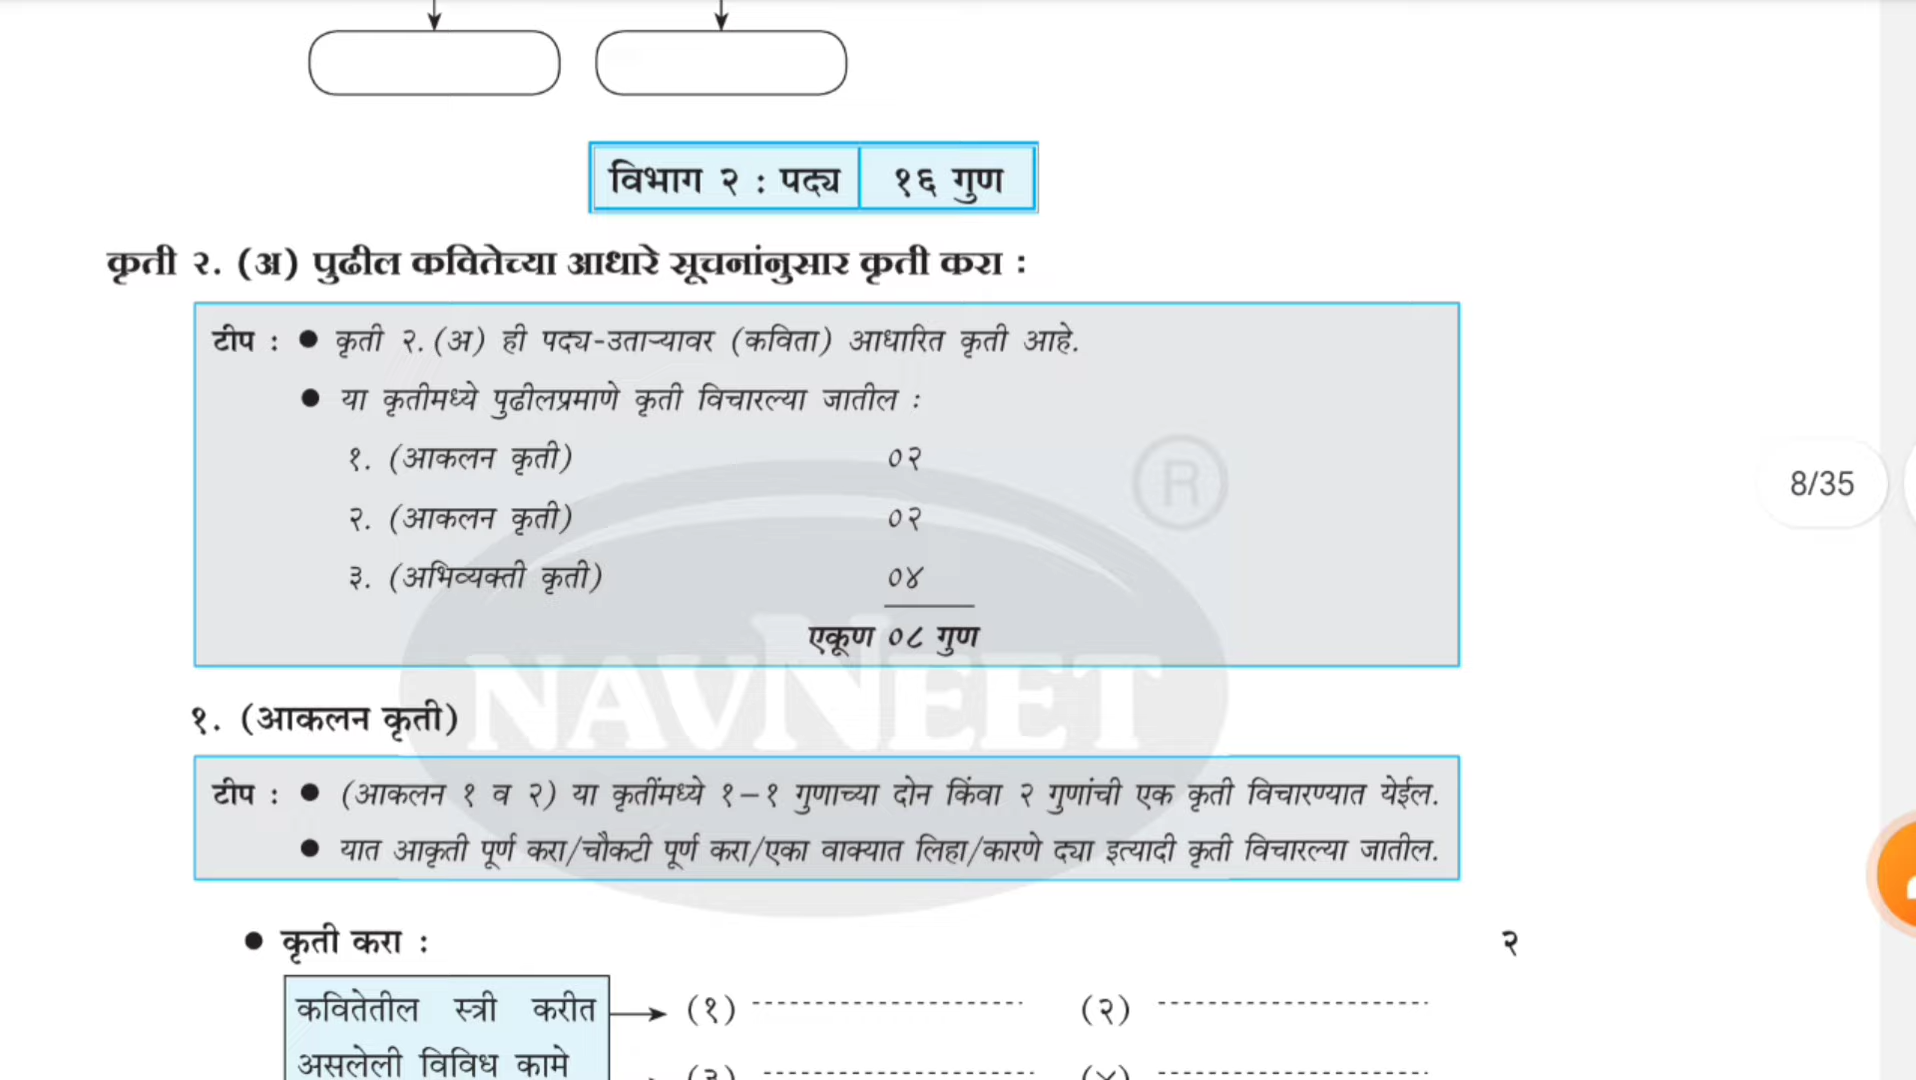 विभाग २ : पद्य १६ गुण
कृती २. (अ) पुढील कवितेच्या आधारे सूचनांनुसार कृती करा :
टीप : ● कृती २. (अ) ही पद्य-उताऱ्यावर (कविता) आधारित कृती आहे.
● या कृतीमध्ये पुढीलप्रमाणे कृती विचारल्या जातील :
१. (आकलन कृती) ०२
२. (आकलन कृती) ०२
३. (अभिव्यक्ती कृती) ०४
एकूण ०८ गुण
NAVNEET
R
8/35
१. (आकलन कृती)
टीप : ● (आकलन १ व २) या कृतींमध्ये १–१ गुणाच्या दोन किंवा २ गुणांची एक कृती विचारण्यात येईल.
● यात आकृती पूर्ण करा/चौकटी पूर्ण करा/एका वाक्यात लिहा/कारणे द्या इत्यादी कृती विचारल्या जातील.
● कृती करा : २
कवितेतील स्त्री करीत (१) (२)
असलेली विविध कामे (३) (४)